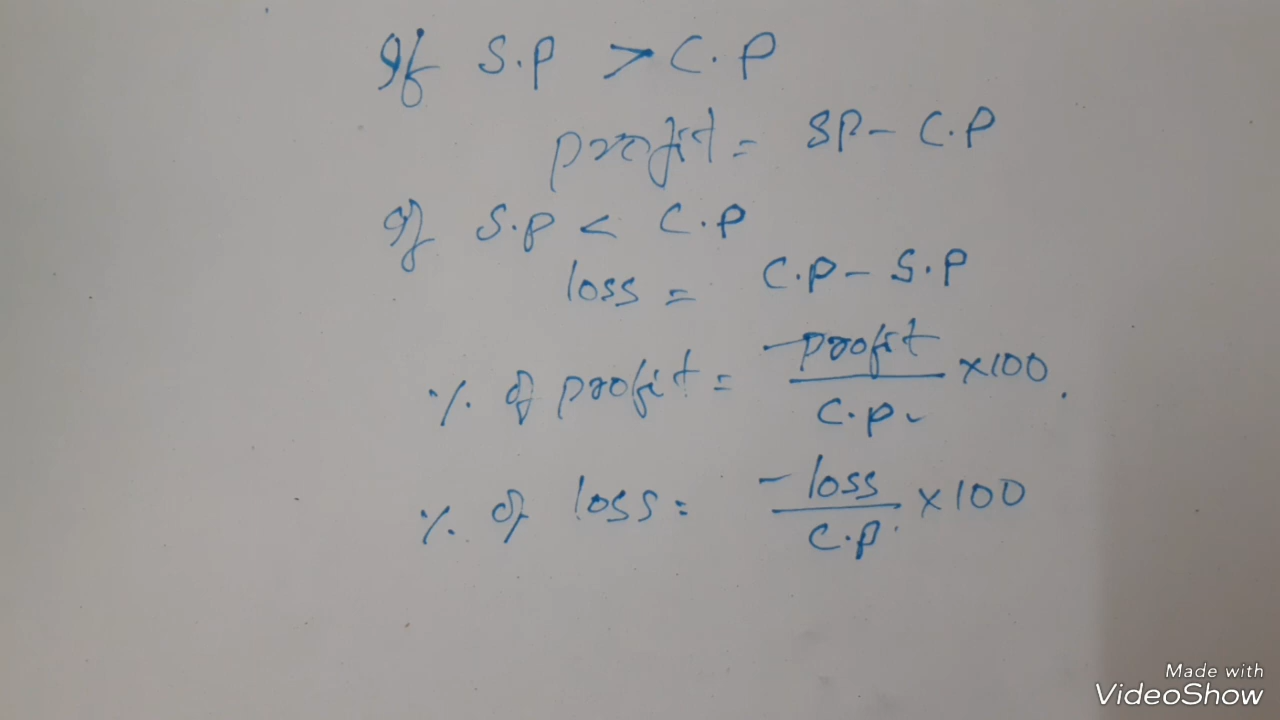 If S.P > C.P
profit = SP - C.P
If S.P < C.P
loss = C.P - S.P
% of profit = -profit/C.P. ×100.
% of loss = -loss/C.P. ×100
Made with
VideoShow